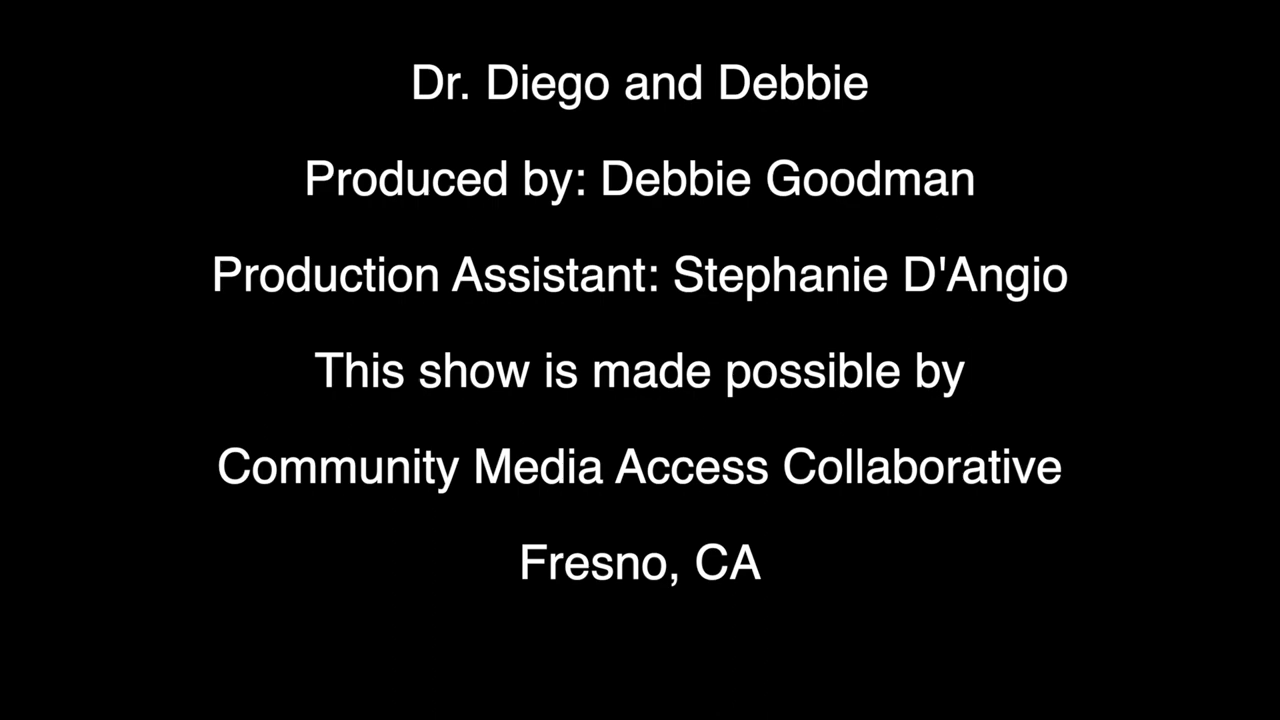 Dr. Diego and Debbie
Produced by: Debbie Goodman
Production Assistant: Stephanie D'Angio
This show is made possible by
Community Media Access Collaborative
Fresno, CA